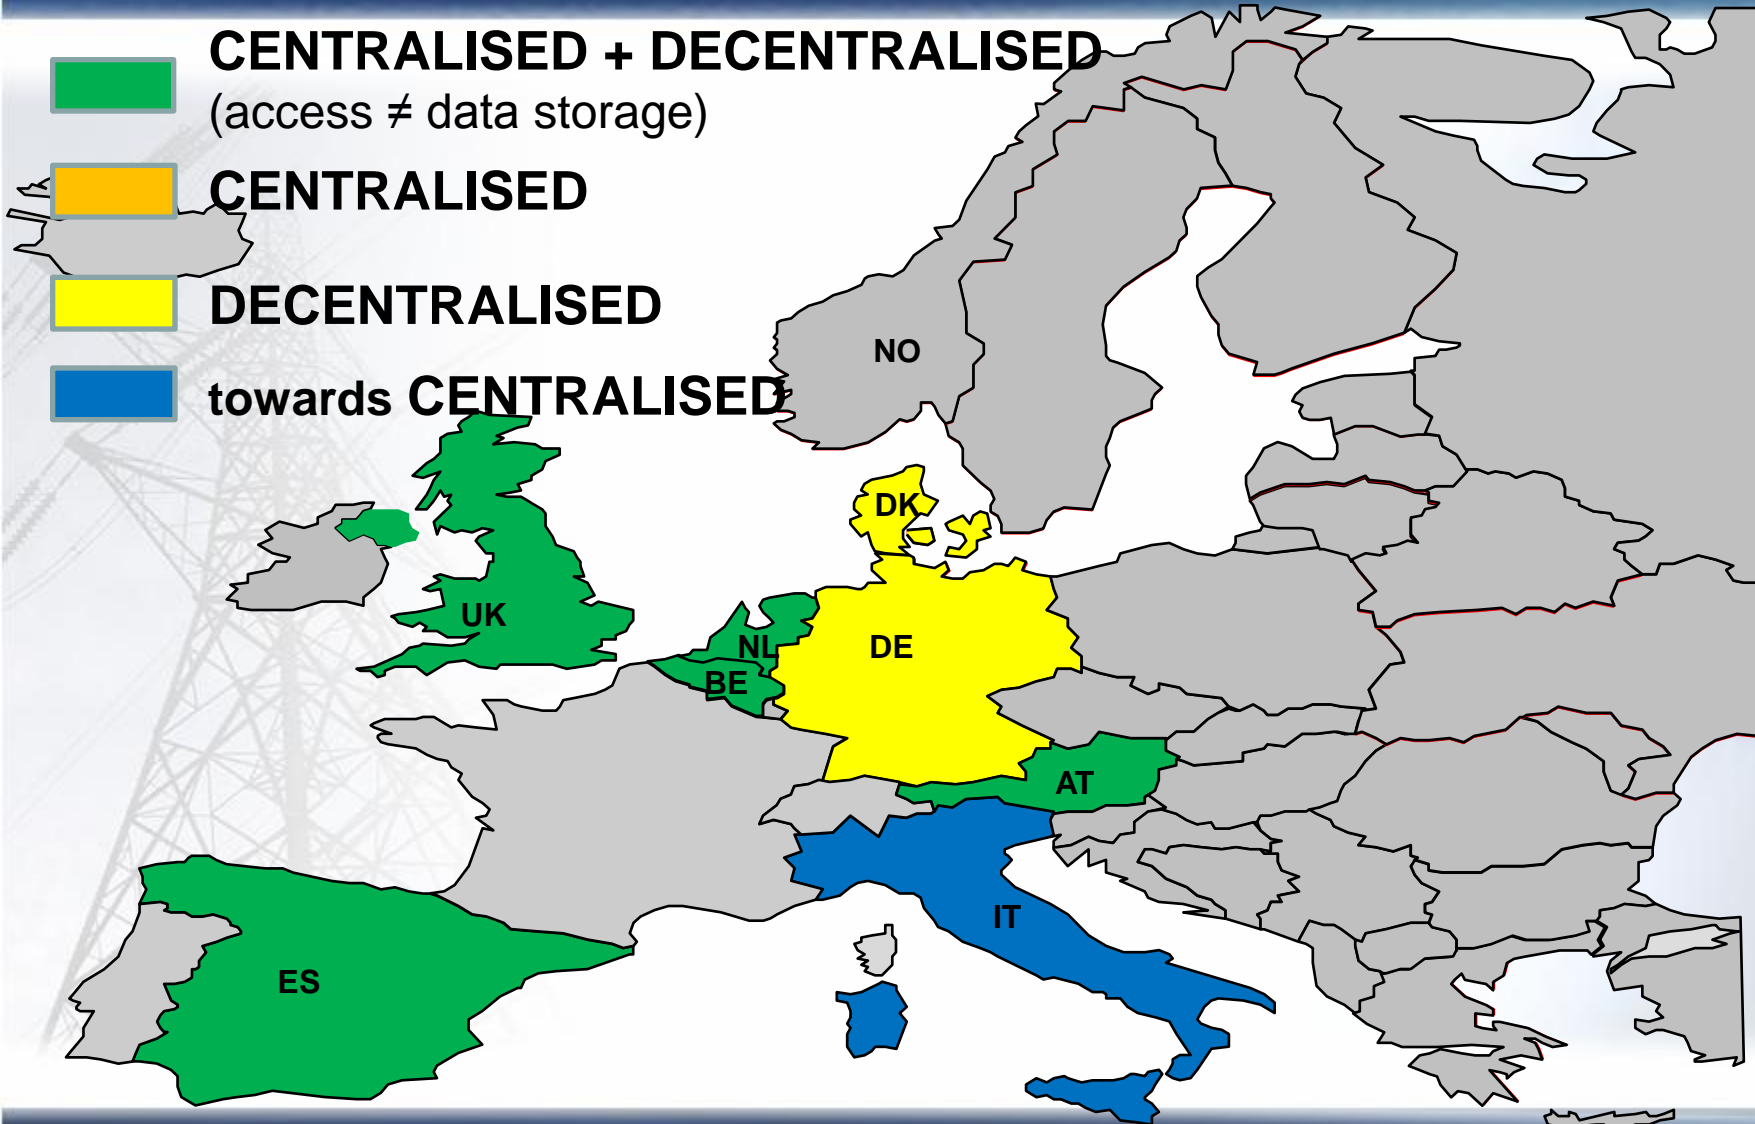 CENTRALISED + DECENTRALISED
(access ≠ data storage)
CENTRALISED
DECENTRALISED
towards CENTRALISED
NO
DK
UK
NL
DE
BE
AT
IT
ES